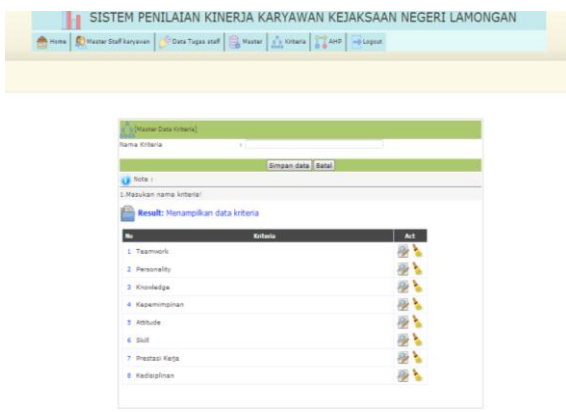 SISTEM PENILAIAN KINERJA KARYAWAN KEJAKSAAN NEGERI LAMONGAN
Home Master Staff karyawan Data Tugas staff Master Kriteria AHP Logout
[Master Data Kriteria]
Nama Kriteria :
Simpan data Batal
Note :
1.Masukan nama kriteria!
Result: Menampilkan data kriteria
No Kriteria Act
1 Teamwork
2 Personality
3 Knowledge
4 Kepemimpinan
5 Attitude
6 Skill
7 Prestasi Kerja
8 Kedisiplinan